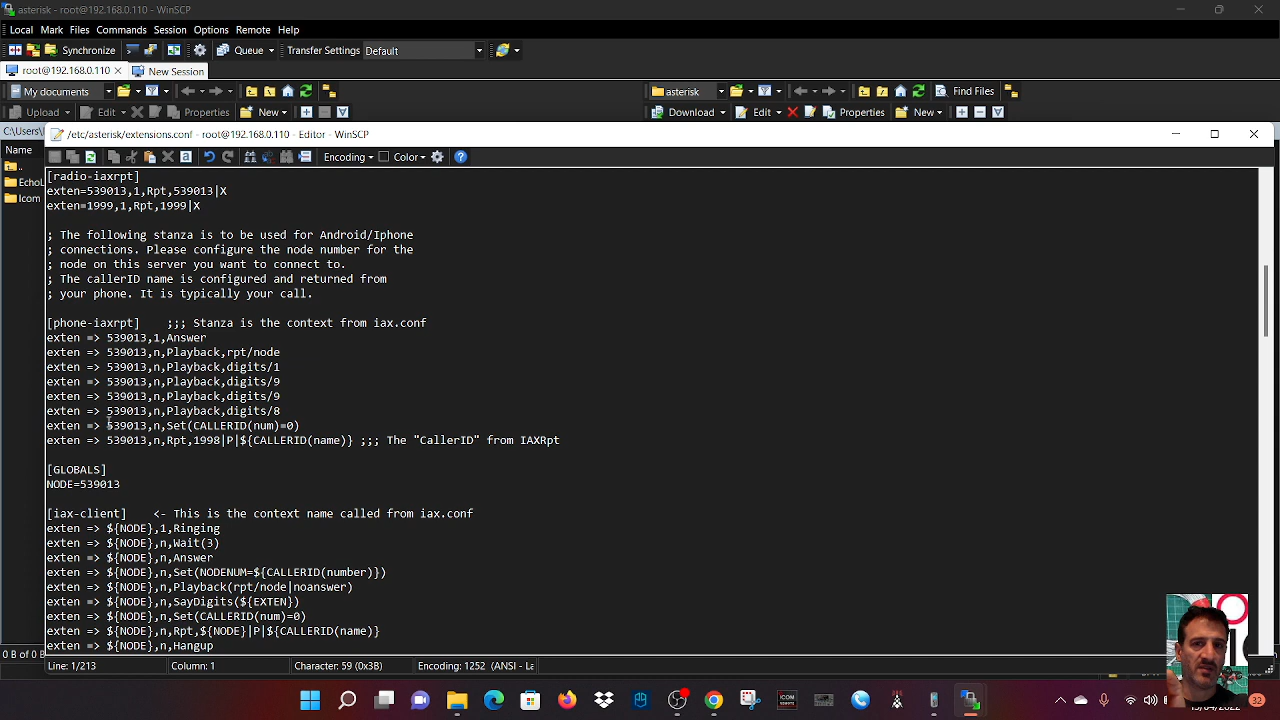 asterisk - root@192.168.0.110 - WinSCP
Local Mark Files Commands Session Options Remote Help
Synchronize Queue Transfer Settings Default
root@192.168.0.110 New Session
My documents asterisk Find Files
Upload Edit Properties New Download Edit Properties New
C:\Users\
/etc/asterisk/extensions.conf - root@192.168.0.110 - Editor - WinSCP
Name
Encoding Color
..
EchoL
Icom
[radio-iaxrpt]
exten=539013,1,Rpt,539013|X
exten=1999,1,Rpt,1999|X
; The following stanza is to be used for Android/Iphone
; connections. Please configure the node number for the
; node on this server you want to connect to.
; The callerID name is configured and returned from
; your phone. It is typically your call.
[phone-iaxrpt] ;;; Stanza is the context from iax.conf
exten => 539013,1,Answer
exten => 539013,n,Playback,rpt/node
exten => 539013,n,Playback,digits/1
exten => 539013,n,Playback,digits/9
exten => 539013,n,Playback,digits/9
exten => 539013,n,Playback,digits/8
exten => 539013,n,Set(CALLERID(num)=0)
exten => 539013,n,Rpt,1998|P|${CALLERID(name)} ;;; The "CallerID" from IAXRpt
[GLOBALS]
NODE=539013
[iax-client] <- This is the context name called from iax.conf
exten => ${NODE},1,Ringing
exten => ${NODE},n,Wait(3)
exten => ${NODE},n,Answer
exten => ${NODE},n,Set(NODENUM=${CALLERID(number)})
exten => ${NODE},n,Playback(rpt/node|noanswer)
exten => ${NODE},n,SayDigits(${EXTEN})
exten => ${NODE},n,Set(CALLERID(num)=0)
exten => ${NODE},n,Rpt,${NODE}|P|${CALLERID(name)}
exten => ${NODE},n,Hangup
0 B of 0 B
Line: 1/213 Column: 1 Character: 59 (0x3B) Encoding: 1252 (ANSI - La
ICOM
15/04/2022
32